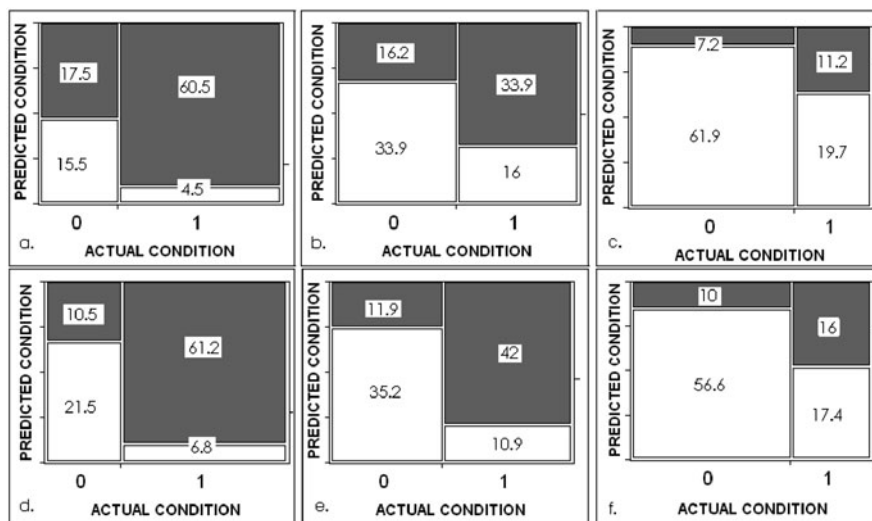 PREDICTED CONDITION
17.5
60.5
15.5
4.5
0 1
a.
ACTUAL CONDITION
PREDICTED CONDITION
16.2
33.9
33.9
16
0 1
b.
ACTUAL CONDITION
PREDICTED CONDITION
7.2
11.2
61.9
19.7
0 1
c.
ACTUAL CONDITION
PREDICTED CONDITION
10.5
61.2
21.5
6.8
0 1
d.
ACTUAL CONDITION
PREDICTED CONDITION
11.9
42
35.2
10.9
0 1
e.
ACTUAL CONDITION
PREDICTED CONDITION
10
16
56.6
17.4
0 1
f.
ACTUAL CONDITION